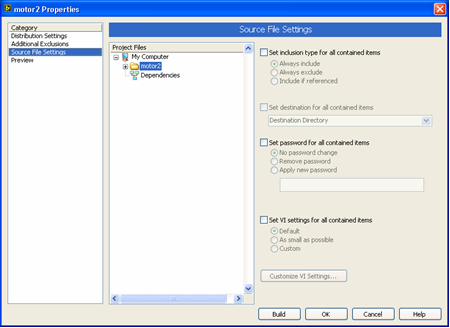 motor2 Properties
Category
Distribution Settings
Additional Exclusions
Source File Settings
Preview
Source File Settings
Project Files
My Computer
motor2
Dependencies
Set inclusion type for all contained items
Always include
Always exclude
Include if referenced
Set destination for all contained items
Destination Directory
Set password for all contained items
No password change
Remove password
Apply new password
Set VI settings for all contained items
Default
As small as possible
Custom
Customize VI Settings...
Build
OK
Cancel
Help